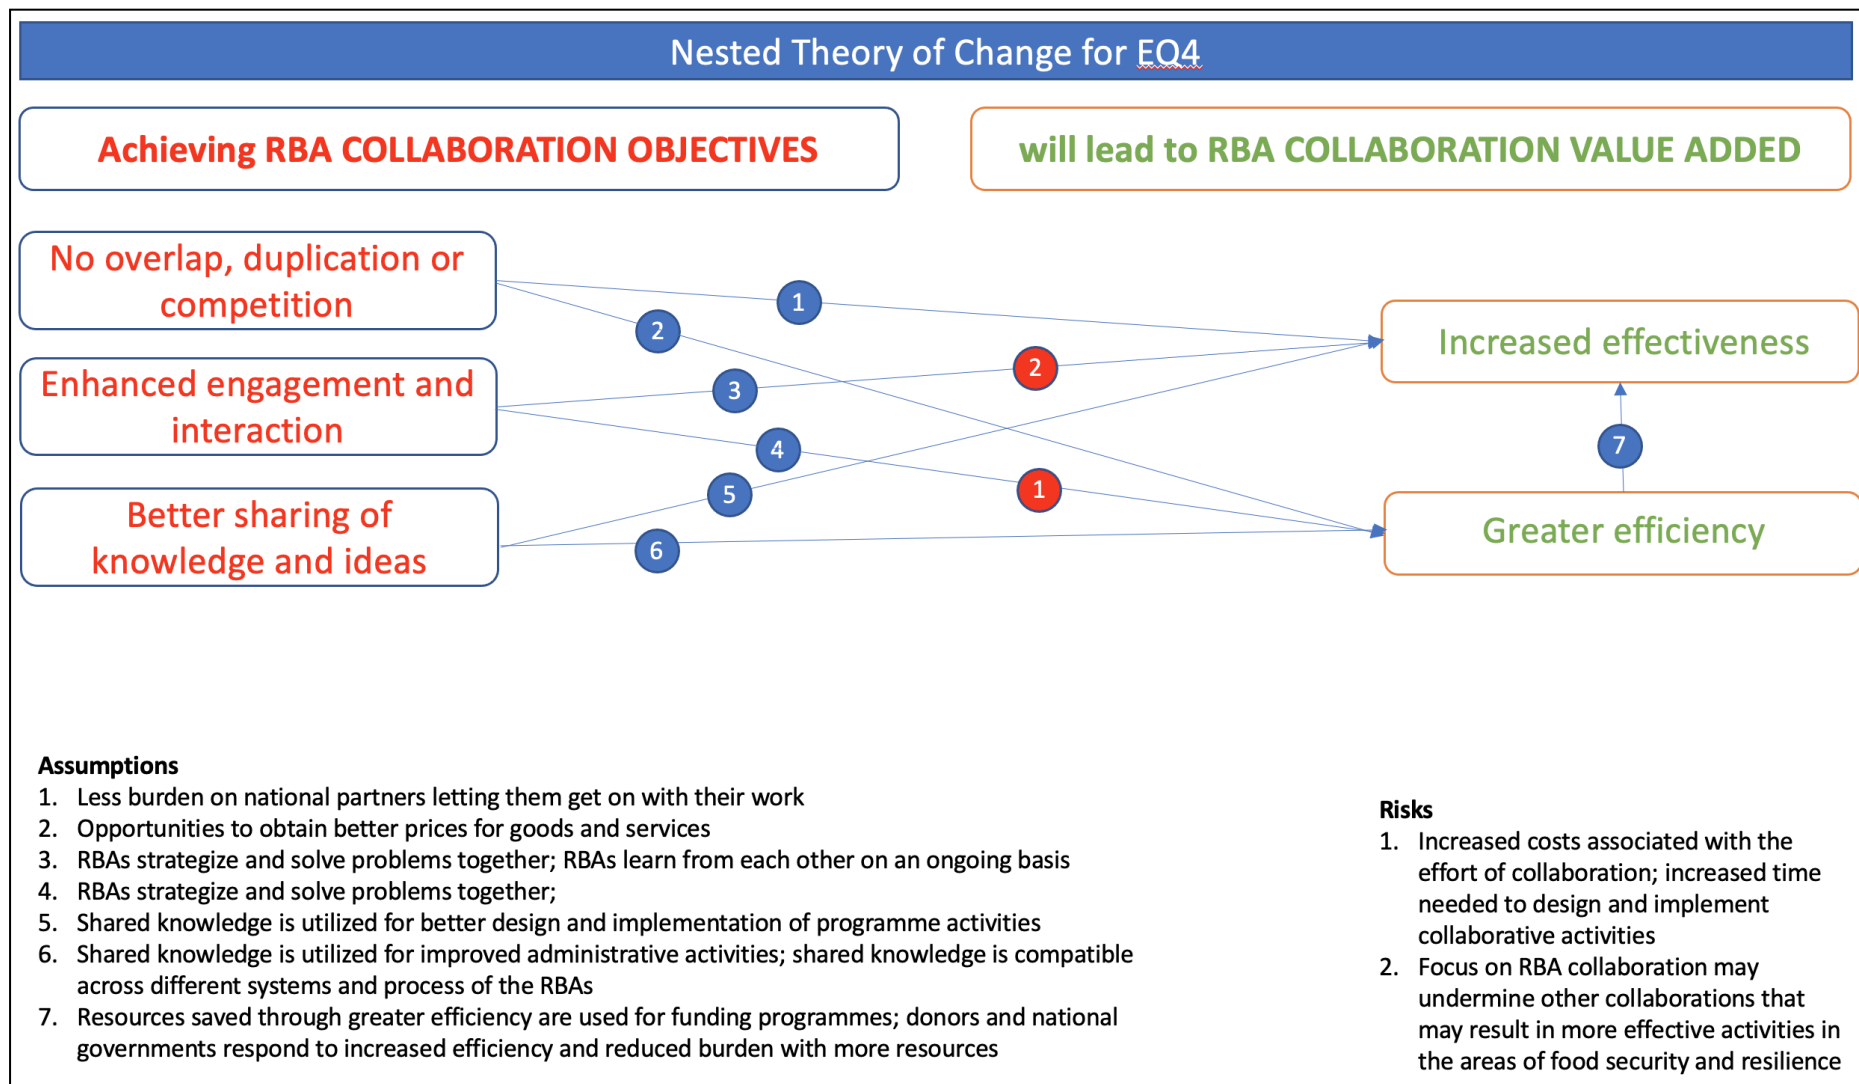 Nested Theory of Change for EQ4
Achieving RBA COLLABORATION OBJECTIVES
will lead to RBA COLLABORATION VALUE ADDED
No overlap, duplication or
competition
Enhanced engagement and
interaction
Better sharing of
knowledge and ideas
1
2
3
2
4
5
1
6
Increased effectiveness
7
Greater efficiency
Assumptions
1. Less burden on national partners letting them get on with their work
2. Opportunities to obtain better prices for goods and services
3. RBAs strategize and solve problems together; RBAs learn from each other on an ongoing basis
4. RBAs strategize and solve problems together;
5. Shared knowledge is utilized for better design and implementation of programme activities
6. Shared knowledge is utilized for improved administrative activities; shared knowledge is compatible
across different systems and process of the RBAs
7. Resources saved through greater efficiency are used for funding programmes; donors and national
governments respond to increased efficiency and reduced burden with more resources
Risks
1. Increased costs associated with the
effort of collaboration; increased time
needed to design and implement
collaborative activities
2. Focus on RBA collaboration may
undermine other collaborations that
may result in more effective activities in
the areas of food security and resilience